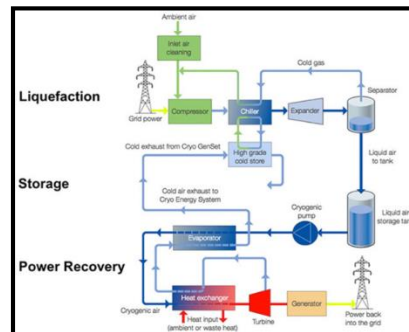 Ambient air
Inlet air
cleaning
Cold gas
Separator
Liquefaction
Grid power
Compressor
Chiller
Expander
Cold exhaust from Cryo GenSet
High grade
cold store
Liquid air
to tank
Storage
Cold air exhaust to
Cryo Energy System
Cryogenic
pump
Liquid air
storage tan
Evaporator
Power Recovery
Cryogenic air
Heat exchanger
Turbine
Generator
Heat input
(ambient or waste heat)
Power back
into the grid